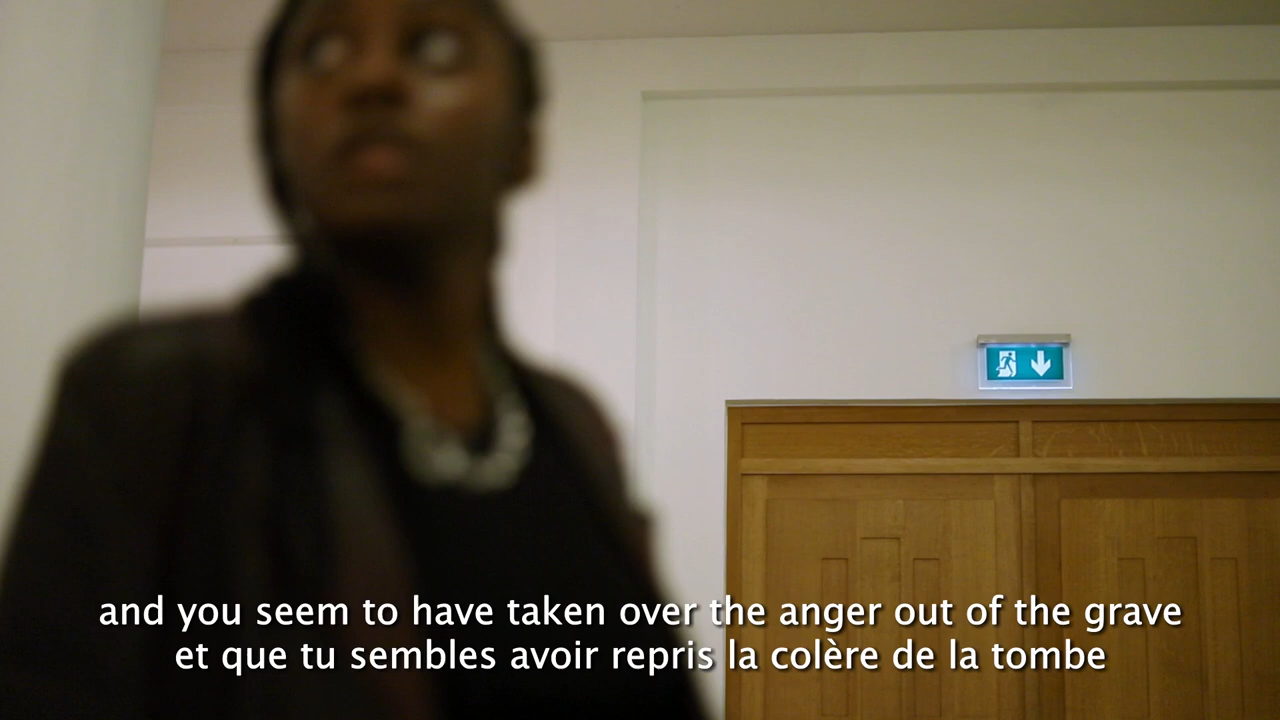 and you seem to have taken over the anger out of the grave
et que tu sembles avoir repris la colère de la tombe